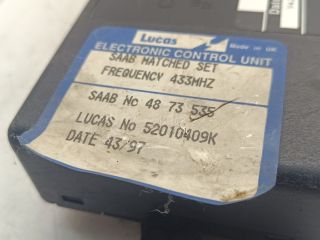 Lucas
Made in UK
ELECTRONIC CONTROL UNIT
SAAB MATCHED SET
FREQUENCY 433MHZ
SAAB No 48 73 535
LUCAS No 52010409K
DATE 43/97